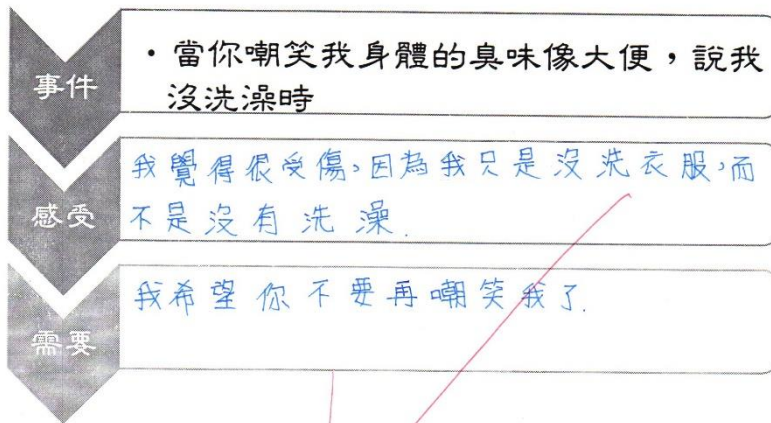 事件
・當你嘲笑我身體的臭味像大便，說我
沒洗澡時
感受
我覺得很受傷，因為我只是沒洗衣服，而
不是沒有洗澡.
需要
我希望你不要再嘲笑我了.